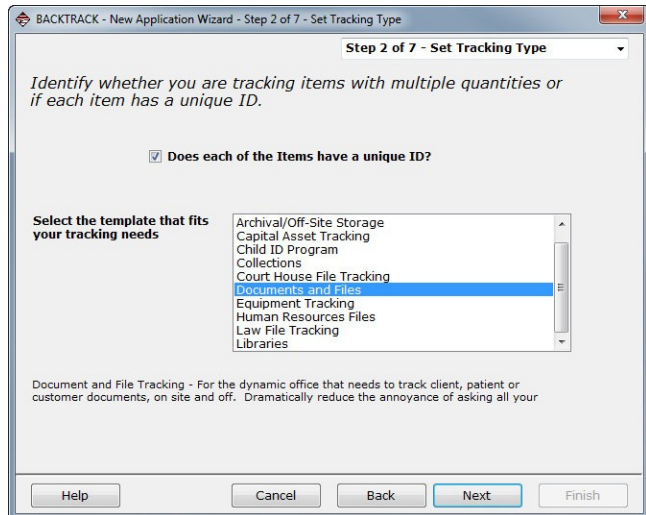 BACKTRACK - New Application Wizard - Step 2 of 7 - Set Tracking Type
Step 2 of 7 - Set Tracking Type
Identify whether you are tracking items with multiple quantities or
if each item has a unique ID.
Does each of the Items have a unique ID?
Select the template that fits
your tracking needs
Archival/Off-Site Storage
Capital Asset Tracking
Child ID Program
Collections
Court House File Tracking
Documents and Files
Equipment Tracking
Human Resources Files
Law File Tracking
Libraries
Document and File Tracking - For the dynamic office that needs to track client, patient or
customer documents, on site and off. Dramatically reduce the annoyance of asking all your
Help
Cancel
Back
Next
Finish